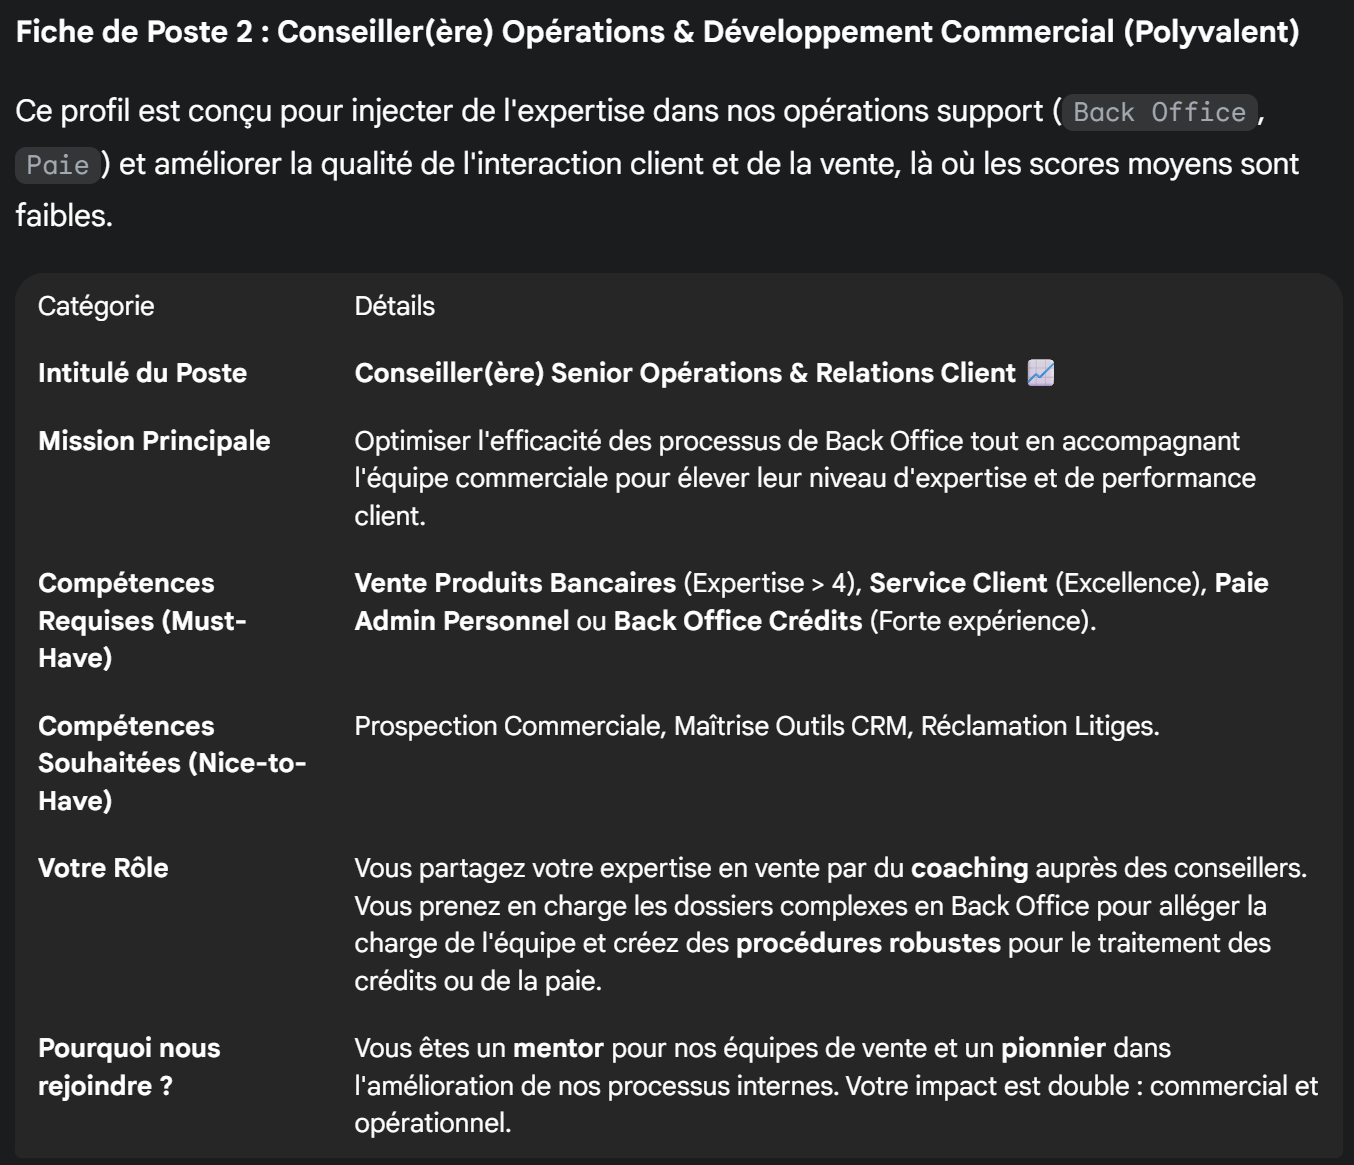 Fiche de Poste 2 : Conseiller(ère) Opérations & Développement Commercial (Polyvalent)
Ce profil est conçu pour injecter de l'expertise dans nos opérations support ( Back Office ,
Paie ) et améliorer la qualité de l'interaction client et de la vente, là où les scores moyens sont
faibles.
Catégorie Détails
Intitulé du Poste Conseiller(ère) Senior Opérations & Relations Client 📈
Mission Principale Optimiser l'efficacité des processus de Back Office tout en accompagnant
l'équipe commerciale pour élever leur niveau d'expertise et de performance
client.
Compétences Vente Produits Bancaires (Expertise > 4), Service Client (Excellence), Paie
Requises (Must- Admin Personnel ou Back Office Crédits (Forte expérience).
Have)
Compétences Prospection Commerciale, Maîtrise Outils CRM, Réclamation Litiges.
Souhaitées (Nice-to-
Have)
Votre Rôle Vous partagez votre expertise en vente par du coaching auprès des conseillers.
Vous prenez en charge les dossiers complexes en Back Office pour alléger la
charge de l'équipe et créez des procédures robustes pour le traitement des
crédits ou de la paie.
Pourquoi nous Vous êtes un mentor pour nos équipes de vente et un pionnier dans
rejoindre ? l'amélioration de nos processus internes. Votre impact est double : commercial et
opérationnel.